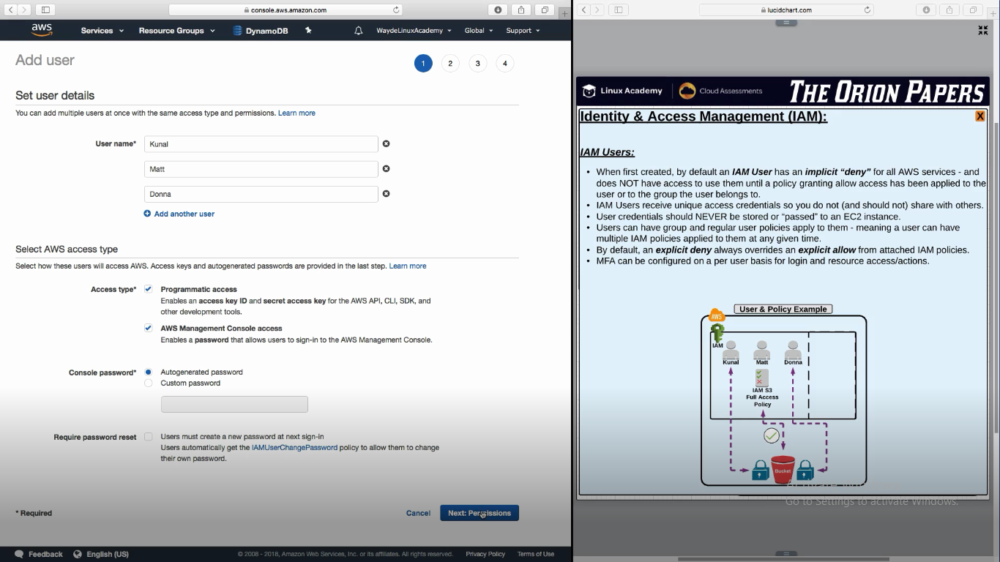 console.aws.amazon.com
lucidchart.com
aws
Services
Resource Groups
DynamoDB
WaydeLinuxAcademy
Global
Support
Add user
1
2
3
4
Set user details
You can add multiple users at once with the same access type and permissions. Learn more
User name*
Kunal
Matt
Donna
Add another user
Select AWS access type
Select how these users will access AWS. Access keys and autogenerated passwords are provided in the last step. Learn more
Access type*
Programmatic access
Enables an access key ID and secret access key for the AWS API, CLI, SDK, and
other development tools.
AWS Management Console access
Enables a password that allows users to sign-in to the AWS Management Console.
Console password*
Autogenerated password
Custom password
Require password reset
Users must create a new password at next sign-in
Users automatically get the IAMUserChangePassword policy to allow them to change
their own password.
* Required
Cancel
Next: Permissions
Feedback
English (US)
© 2008 - 2018, Amazon Web Services, Inc. or its affiliates. All rights reserved.
Privacy Policy
Terms of Use
Linux Academy
Cloud Assessments
THE ORION PAPERS
Identity & Access Management (IAM):
X
IAM Users:
• When first created, by default an IAM User has an implicit “deny” for all AWS services - and
does NOT have access to use them until a policy granting allow access has been applied to the
user or to the group the user belongs to.
• IAM Users receive unique access credentials so you do not (and should not) share with others.
• User credentials should NEVER be stored or “passed” to an EC2 instance.
• Users can have group and regular user policies apply to them - meaning a user can have
multiple IAM policies applied to them at any given time.
• By default, an explicit deny always overrides an explicit allow from attached IAM policies.
• MFA can be configured on a per user basis for login and resource access/actions.
User & Policy Example
AWS
IAM
Kunal
Matt
Donna
IAM S3
Full Access
Policy
Bucket
Go to Settings to activate Windows.